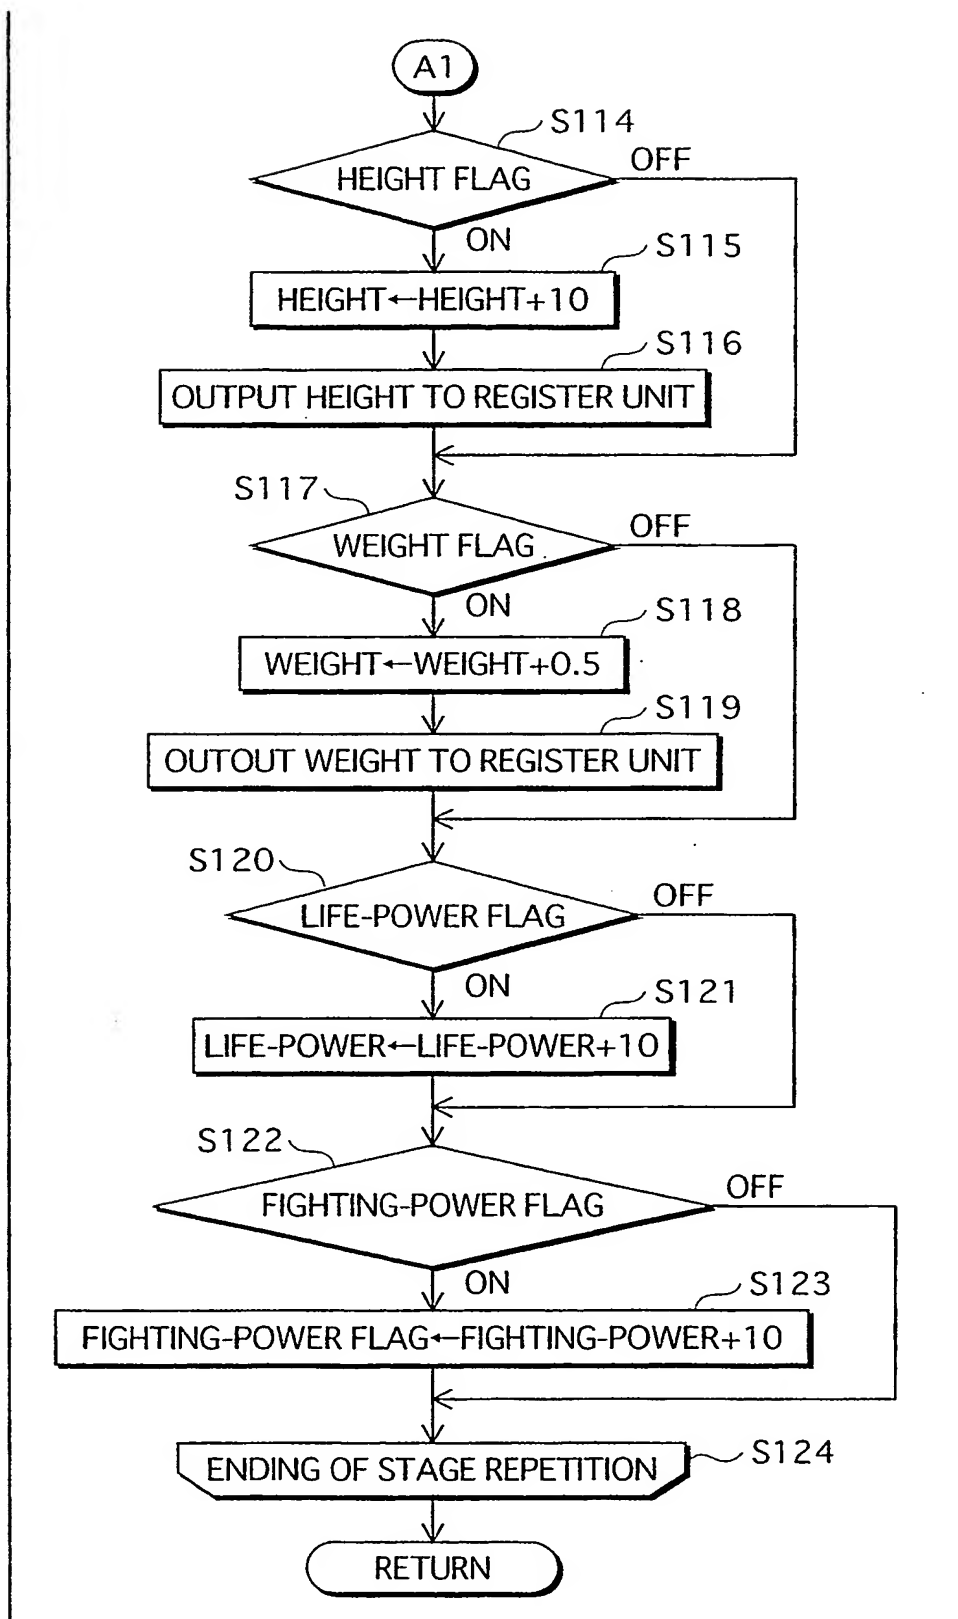 A1
S114
HEIGHT FLAG
OFF
ON
S115
HEIGHT←HEIGHT+10
S116
OUTPUT HEIGHT TO REGISTER UNIT
S117
WEIGHT FLAG
OFF
ON
S118
WEIGHT←WEIGHT+0.5
S119
OUTOUT WEIGHT TO REGISTER UNIT
S120
LIFE-POWER FLAG
OFF
ON
S121
LIFE-POWER←LIFE-POWER+10
S122
FIGHTING-POWER FLAG
OFF
ON
S123
FIGHTING-POWER FLAG←FIGHTING-POWER+10
ENDING OF STAGE REPETITION
S124
RETURN